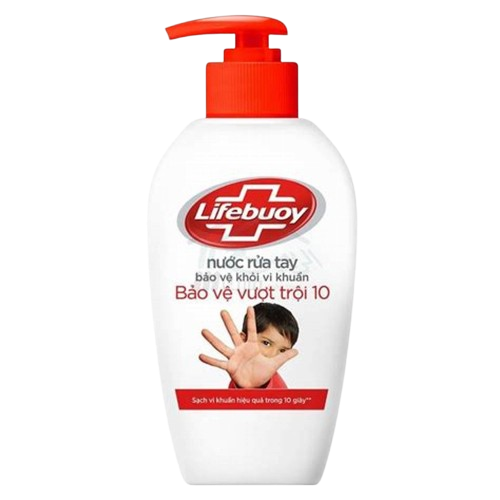 Lifebuoy
nước rửa tay
bảo vệ khỏi vi khuẩn
Bảo vệ vượt trội 10
Sạch vi khuẩn hiệu quả trong 10 giây**